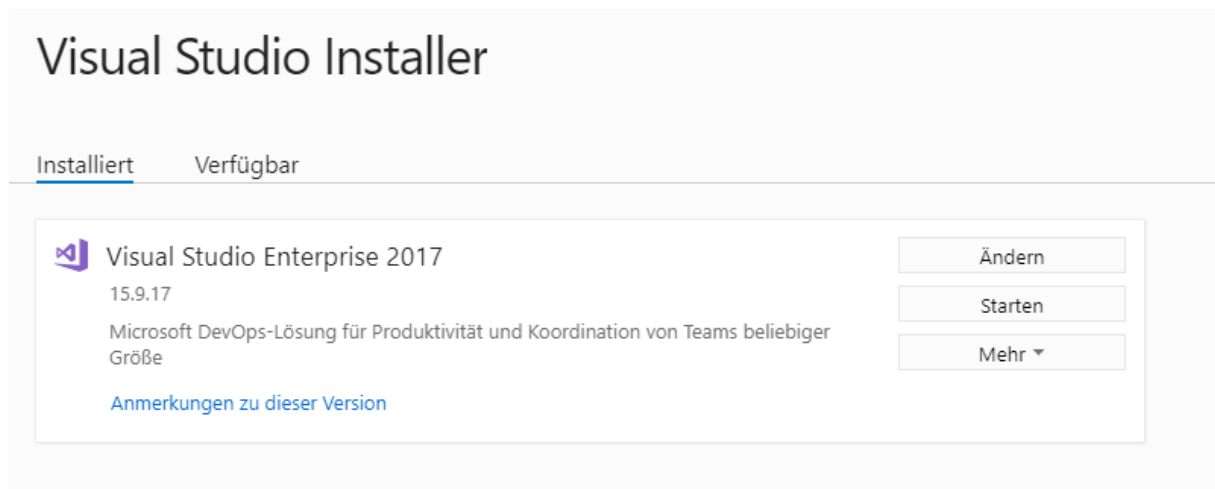 Visual Studio Installer
Installiert Verfügbar
Visual Studio Enterprise 2017
15.9.17
Microsoft DevOps-Lösung für Produktivität und Koordination von Teams beliebiger
Größe
Anmerkungen zu dieser Version
Ändern
Starten
Mehr